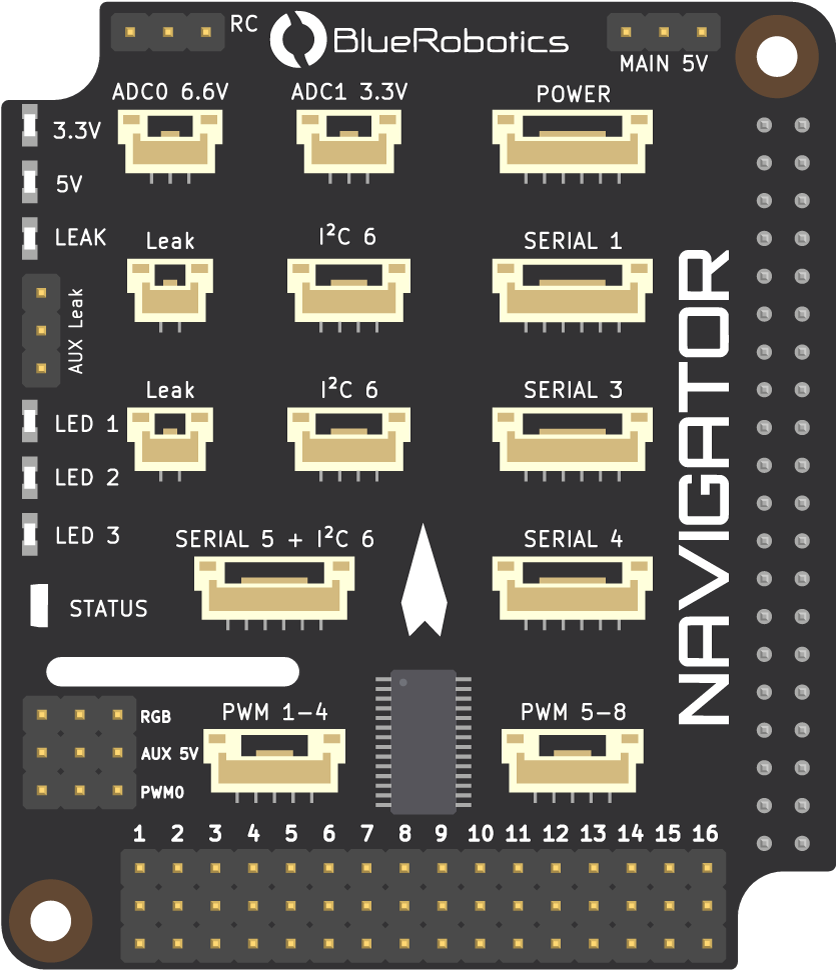 RC
BlueRobotics
MAIN 5V
ADC0 6.6V
ADC1 3.3V
POWER
3.3V
5V
LEAK
Leak
I²C 6
SERIAL 1
AUX Leak
Leak
I²C 6
SERIAL 3
NAVIGATOR
LED 1
LED 2
LED 3
SERIAL 5 + I²C 6
SERIAL 4
STATUS
PWM 1-4
PWM 5-8
RGB
AUX 5V
PWM0
1 2 3 4 5 6 7 8 9 10 11 12 13 14 15 16